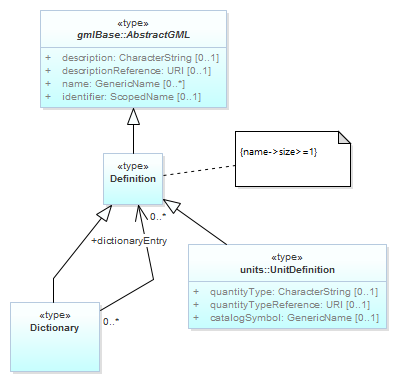 «type»
gmlBase::AbstractGML
+ description: CharacterString [0..1]
+ descriptionReference: URI [0..1]
+ name: GenericName [0..*]
+ identifier: ScopedName [0..1]
«type»
Definition
{name->size>=1}
0..*
+dictionaryEntry
«type»
units::UnitDefinition
+ quantityType: CharacterString [0..1]
+ quantityTypeReference: URI [0..1]
+ catalogSymbol: GenericName [0..1]
«type»
Dictionary
0..*